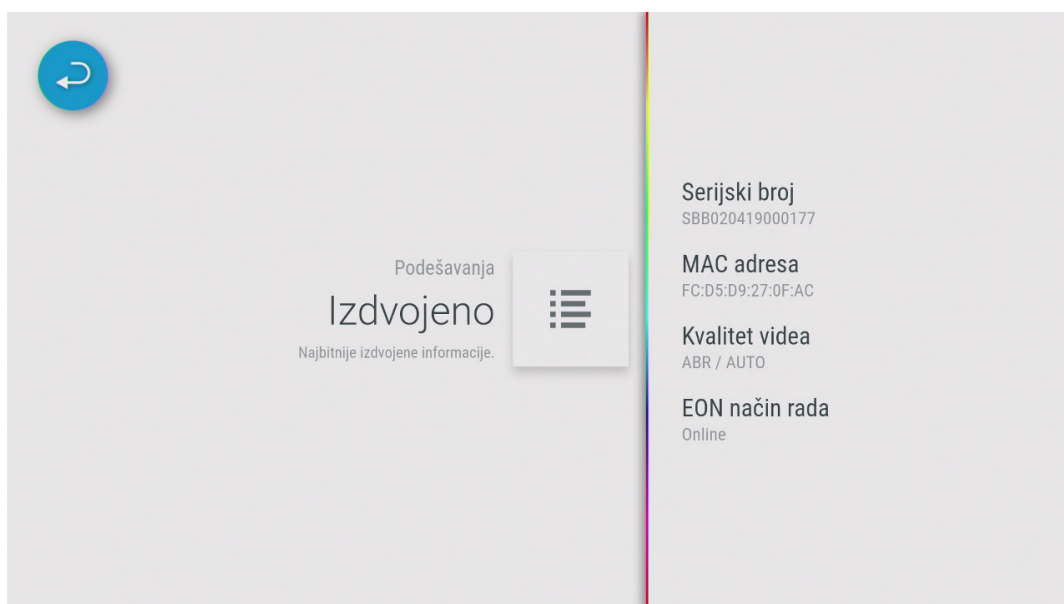 Podešavanja
Izdvojeno
Najbitnije izdvojene informacije.
Serijski broj
SBB020419000177
MAC adresa
FC:D5:D9:27:0F:AC
Kvalitet videa
ABR / AUTO
EON način rada
Online